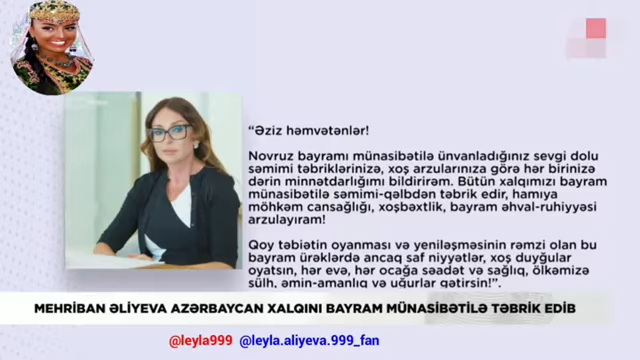 “Əziz həmvətənlər!
Novruz bayramı münasibətilə ünvanladığınız sevgi dolu
səmimi təbriklərinizə, xoş arzularınıza görə hər birinizə
dərin minnətdarlığımı bildirirəm. Bütün xalqımızı bayram
münasibətilə səmimi-qəlbdən təbrik edir, hamıya
möhkəm cansağlığı, xoşbəxtlik, bayram əhval-ruhiyyəsi
arzulayıram!
Qoy təbiətin oyanması və yeniləşməsinin rəmzi olan bu
bayram ürəklərdə ancaq saf niyyətlər, xoş duyğular
oyatsın, hər evə, hər ocağa səadət və sağlıq, ölkəmizə
sülh, əmin-amanlıq və uğurlar gətirsin!”.
MEHRİBAN ƏLİYEVA AZƏRBAYCAN XALQINI BAYRAM MÜNASİBƏTİLƏ TƏBRİK EDİB
@leyla999 @leyla.aliyeva.999_fan